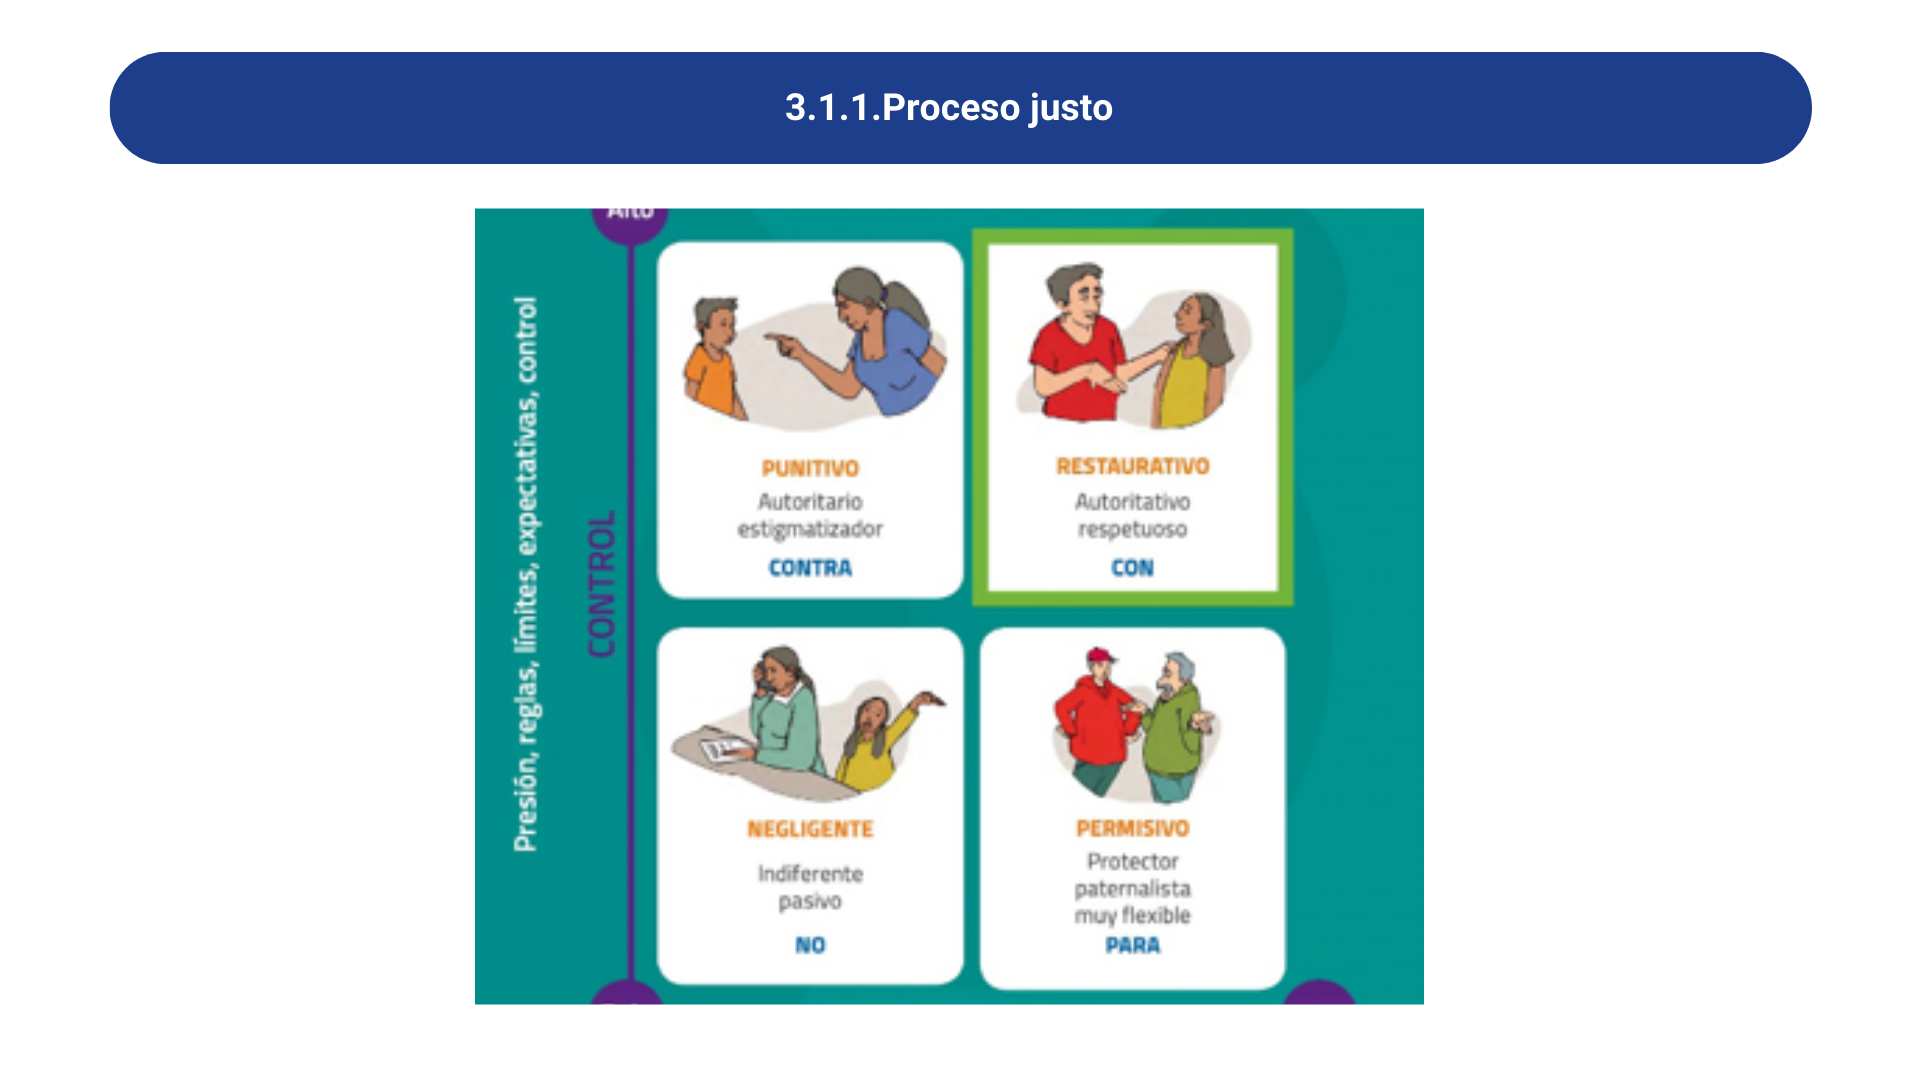 3.1.1.Proceso justo
Alto
Presión, reglas, límites, expectativas, control
CONTROL
PUNITIVO
Autoritario
estigmatizador
CONTRA
RESTAURATIVO
Autoritativo
respetuoso
CON
NEGLIGENTE
Indiferente
pasivo
NO
PERMISIVO
Protector
paternalista
muy flexible
PARA